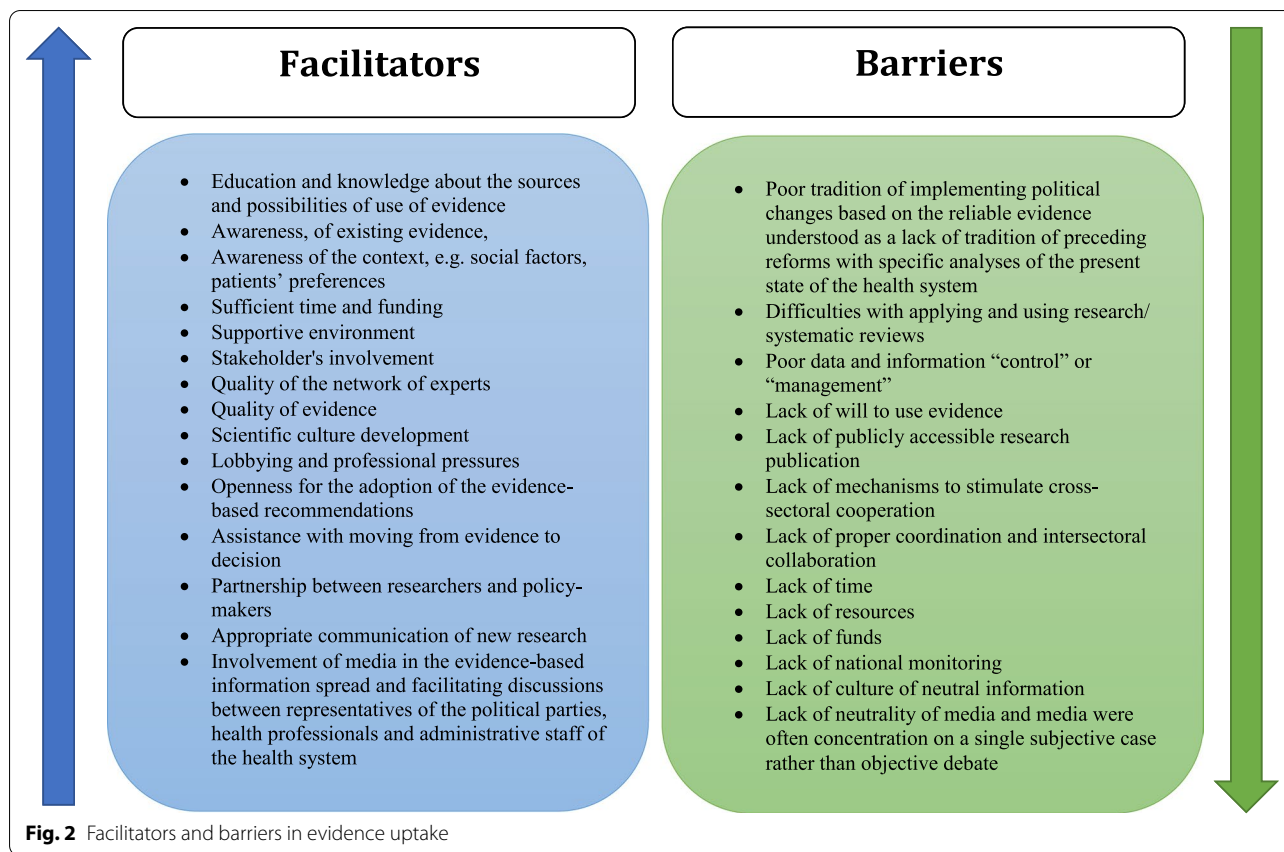 Facilitators
• Education and knowledge about the sources
and possibilities of use of evidence
• Awareness, of existing evidence,
• Awareness of the context, e.g. social factors,
patients’ preferences
• Sufficient time and funding
• Supportive environment
• Stakeholder's involvement
• Quality of the network of experts
• Quality of evidence
• Scientific culture development
• Lobbying and professional pressures
• Openness for the adoption of the evidence-
based recommendations
• Assistance with moving from evidence to
decision
• Partnership between researchers and policy-
makers
• Appropriate communication of new research
• Involvement of media in the evidence-based
information spread and facilitating discussions
between representatives of the political parties,
health professionals and administrative staff of
the health system
Barriers
• Poor tradition of implementing political
changes based on the reliable evidence
understood as a lack of tradition of preceding
reforms with specific analyses of the present
state of the health system
• Difficulties with applying and using research/
systematic reviews
• Poor data and information “control” or
“management”
• Lack of will to use evidence
• Lack of publicly accessible research
publication
• Lack of mechanisms to stimulate cross-
sectoral cooperation
• Lack of proper coordination and intersectoral
collaboration
• Lack of time
• Lack of resources
• Lack of funds
• Lack of national monitoring
• Lack of culture of neutral information
• Lack of neutrality of media and media were
often concentration on a single subjective case
rather than objective debate
Fig. 2 Facilitators and barriers in evidence uptake